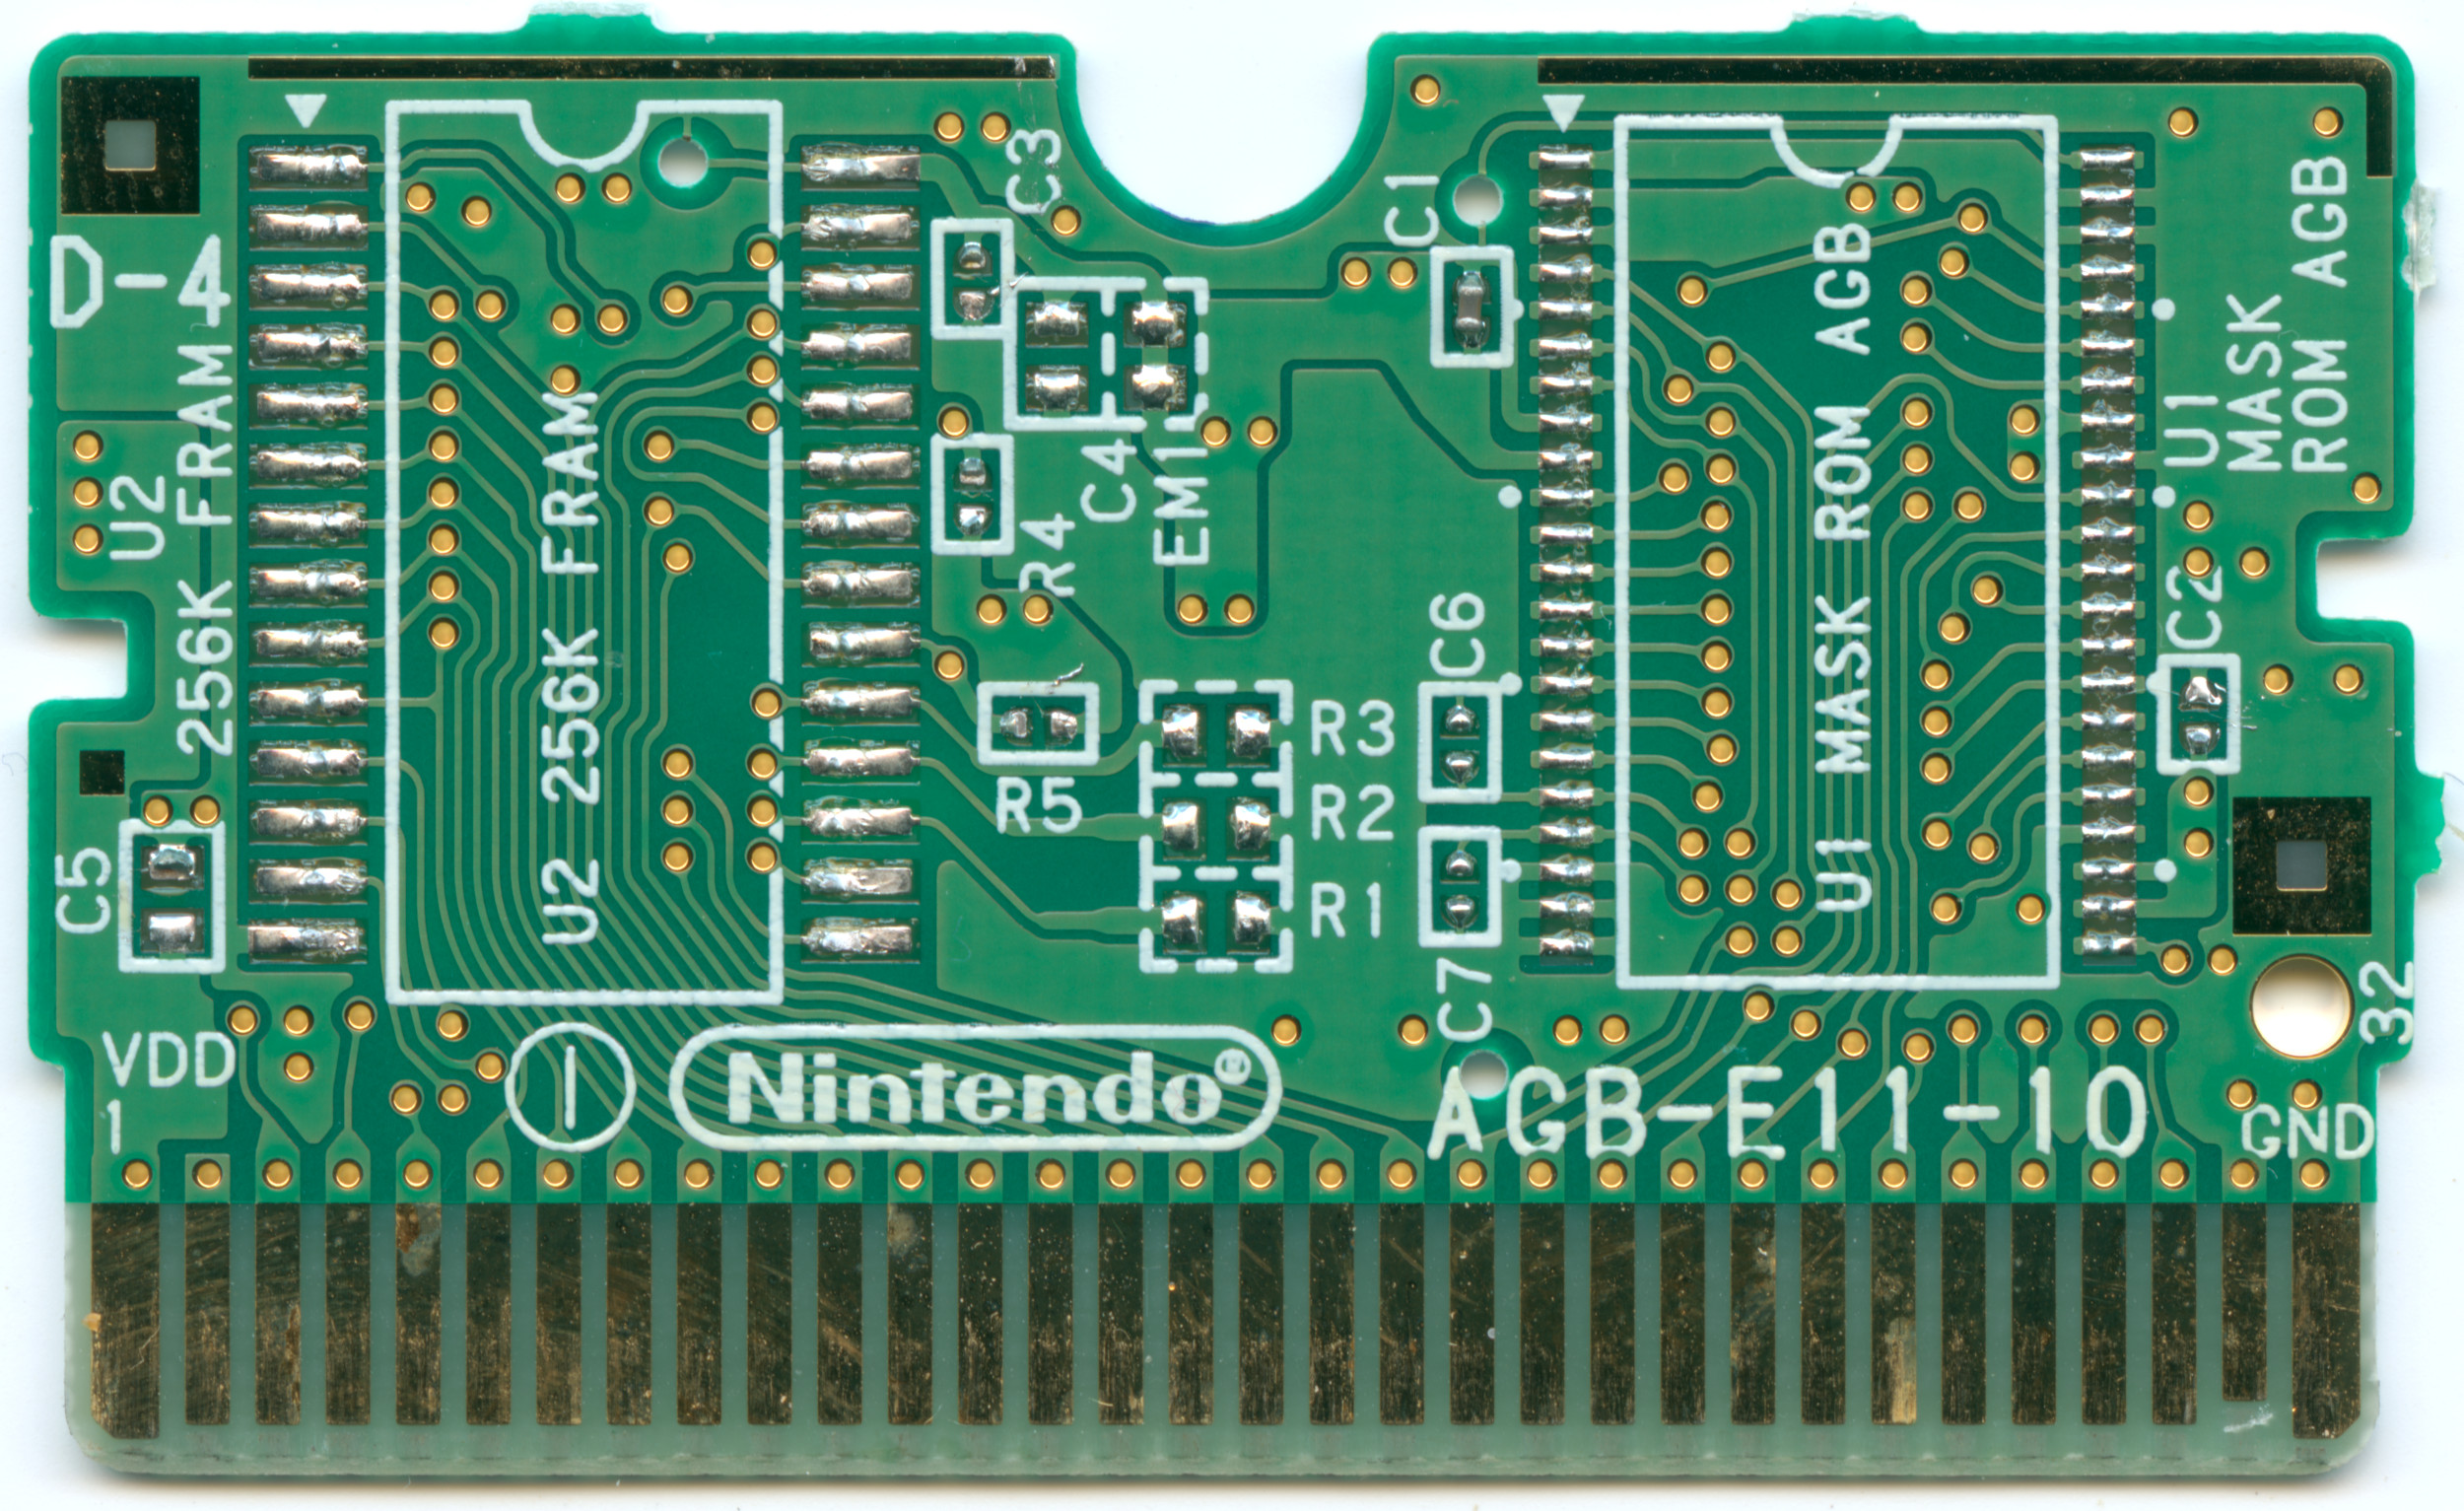 D-4
U2
256K FRAM
U2 256K FRAM
C3
C4
EM1
R4
R5
R3
R2
R1
C1
C6
C7
U1 MASK ROM AGB
U1
MASK
ROM AGB
C2
C5
VDD
1
Nintendo®
AGB-E11-10
32
GND